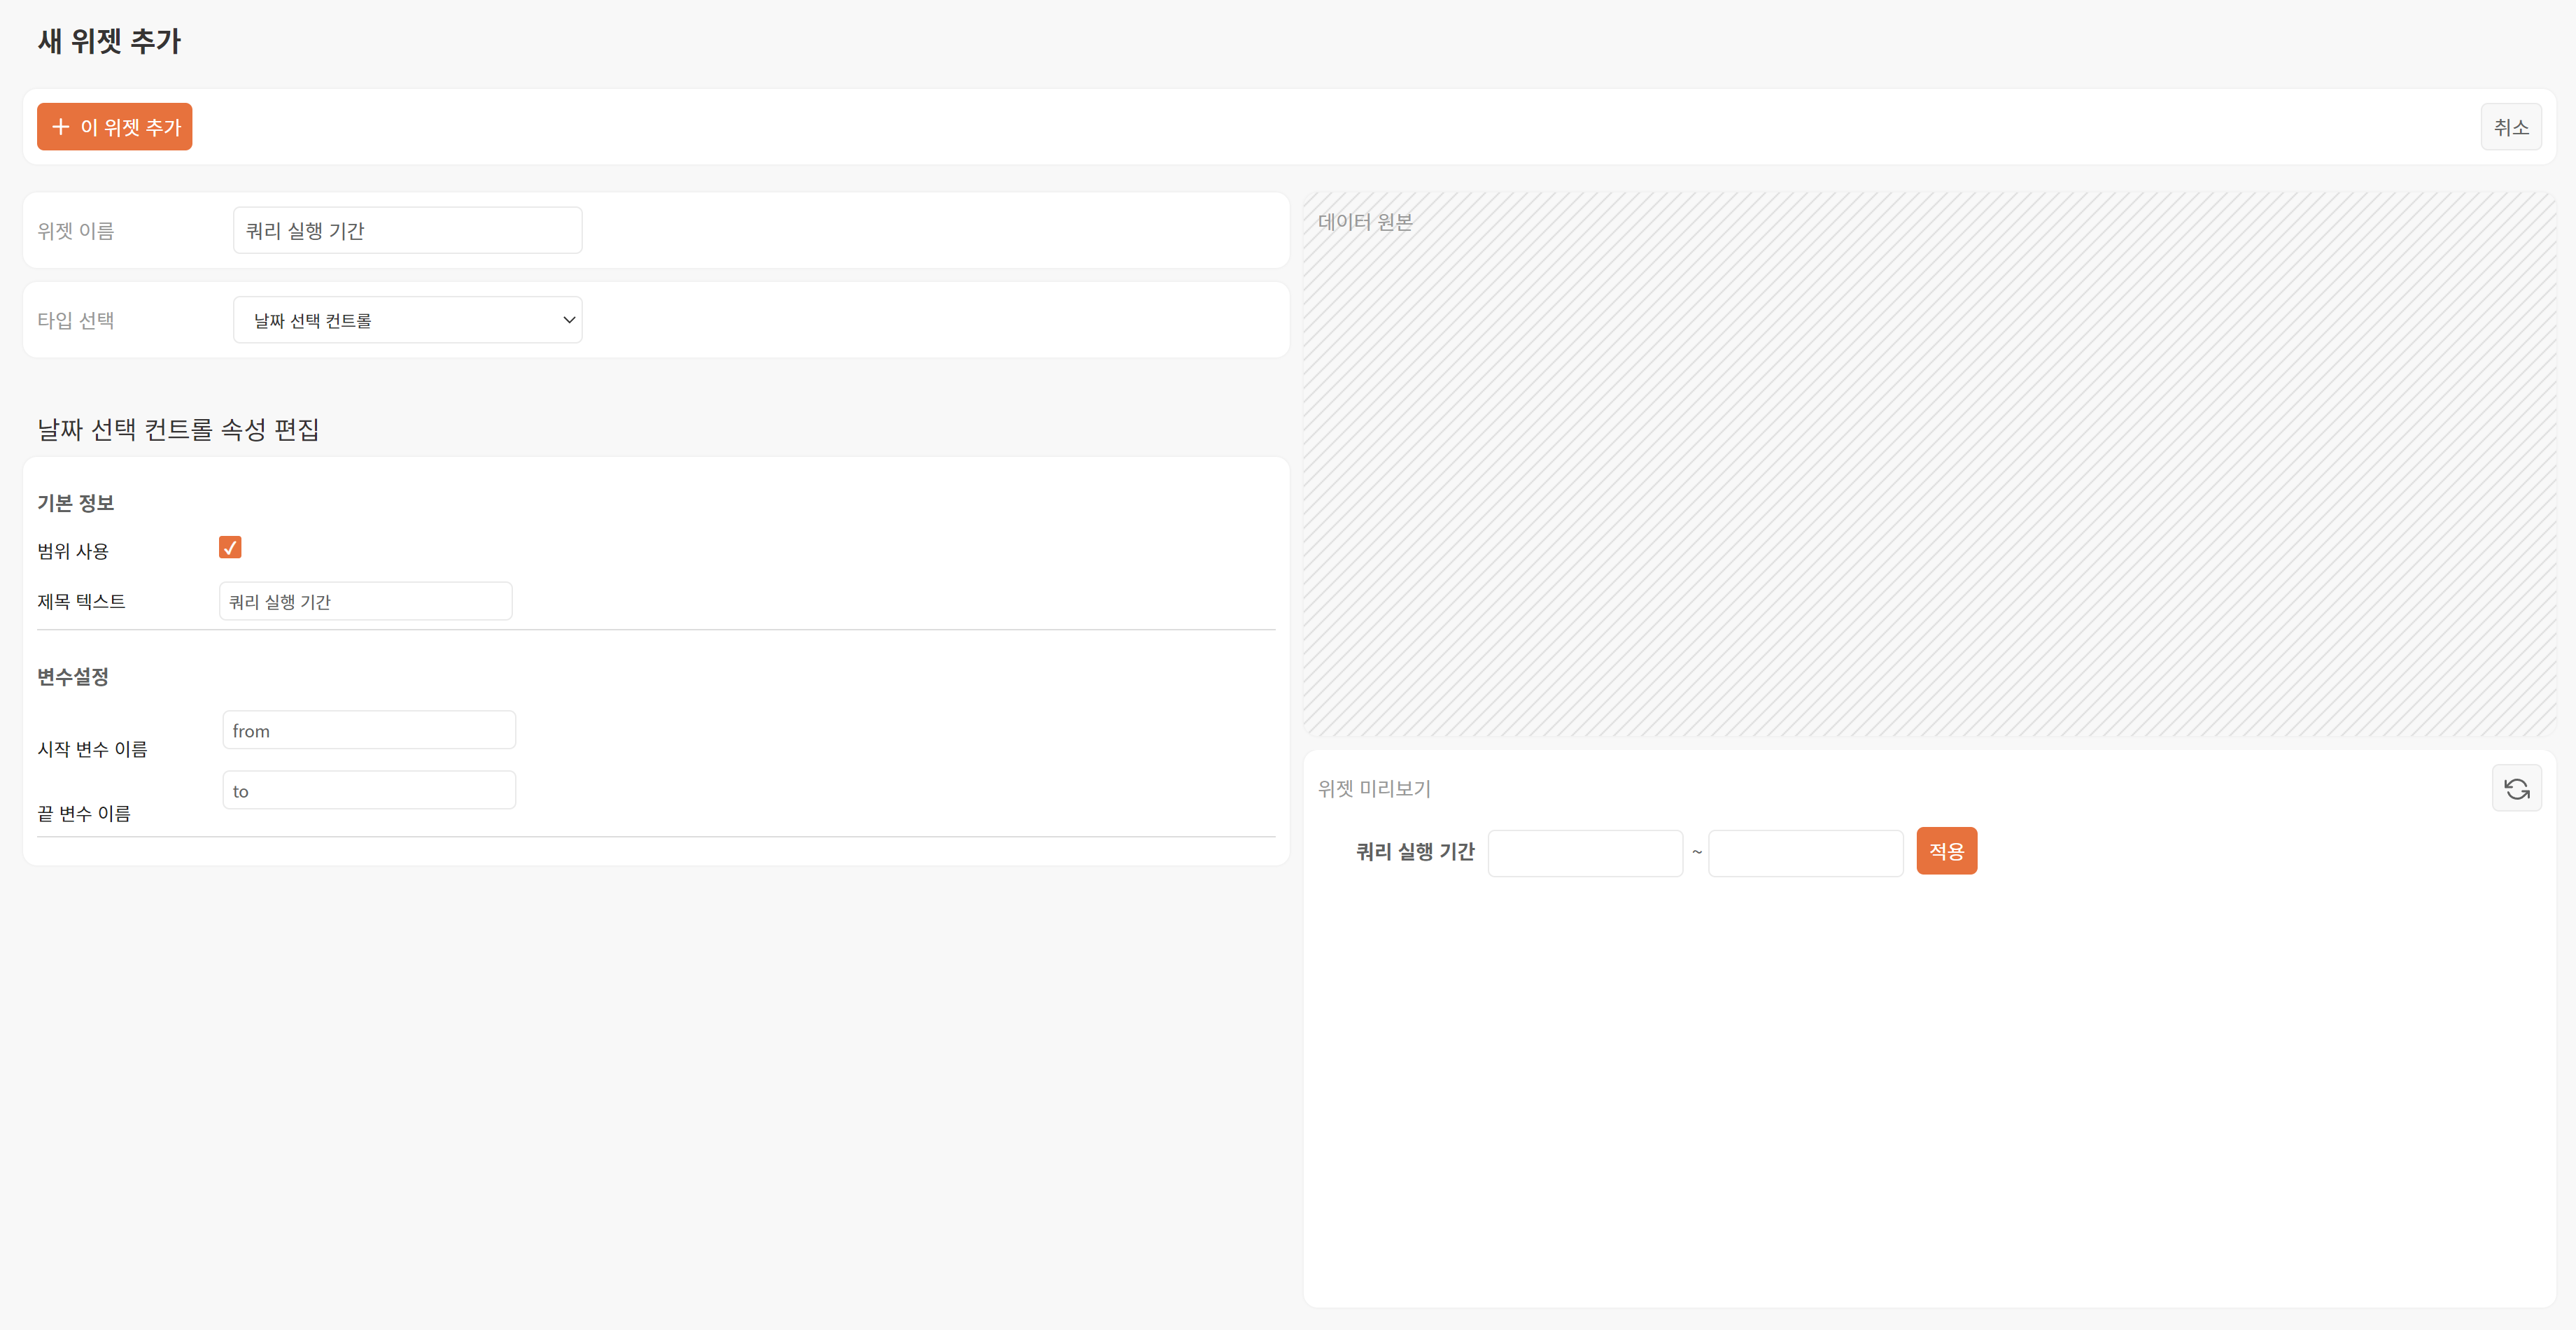 새 위젯 추가
이 위젯 추가
취소
위젯 이름
쿼리 실행 기간
타입 선택
날짜 선택 컨트롤
날짜 선택 컨트롤 속성 편집
기본 정보
범위 사용
제목 텍스트
쿼리 실행 기간
변수설정
시작 변수 이름
from
끝 변수 이름
to
데이터 원본
위젯 미리보기
쿼리 실행 기간 ~ 적용